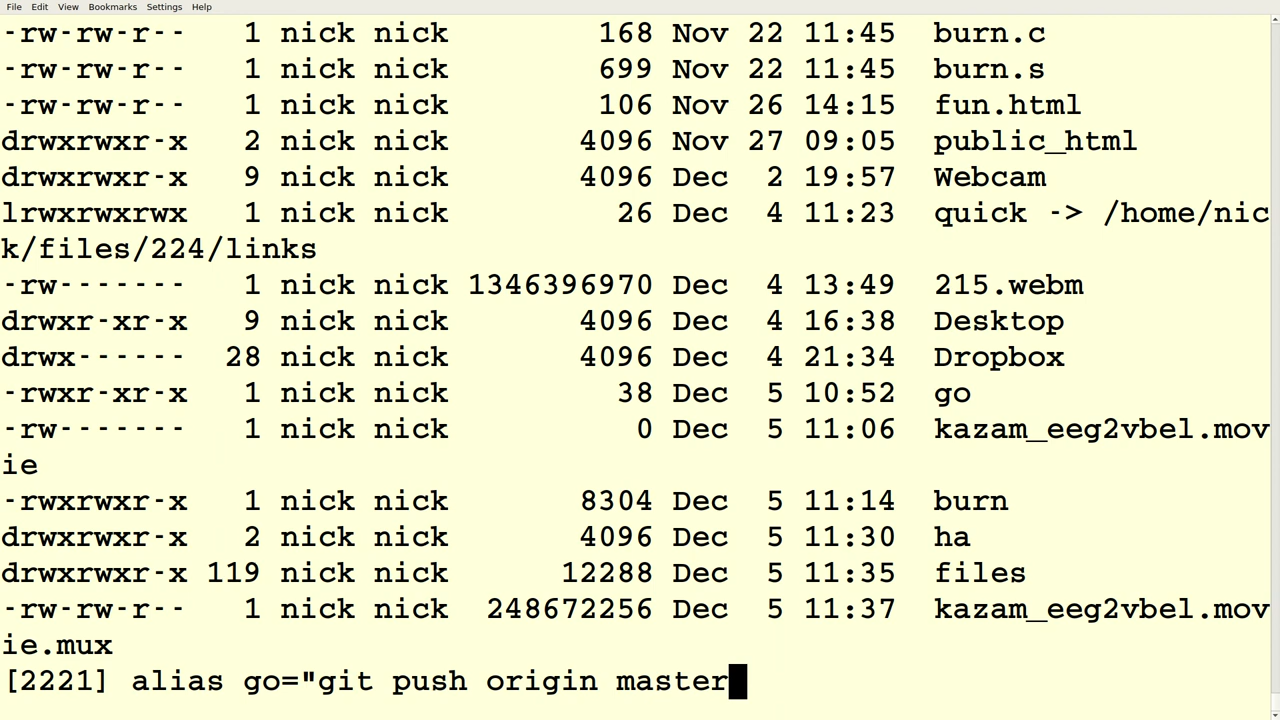 File Edit View Bookmarks Settings Help
-rw-rw-r-- 1 nick nick 168 Nov 22 11:45 burn.c
-rw-rw-r-- 1 nick nick 699 Nov 22 11:45 burn.s
-rw-rw-r-- 1 nick nick 106 Nov 26 14:15 fun.html
drwxrwxr-x 2 nick nick 4096 Nov 27 09:05 public_html
drwxrwxr-x 9 nick nick 4096 Dec 2 19:57 Webcam
lrwxrwxrwx 1 nick nick 26 Dec 4 11:23 quick -> /home/nic
k/files/224/links
-rw------- 1 nick nick 1346396970 Dec 4 13:49 215.webm
drwxr-xr-x 9 nick nick 4096 Dec 4 16:38 Desktop
drwx------ 28 nick nick 4096 Dec 4 21:34 Dropbox
-rwxr-xr-x 1 nick nick 38 Dec 5 10:52 go
-rw------- 1 nick nick 0 Dec 5 11:06 kazam_eeg2vbel.mov
ie
-rwxrwxr-x 1 nick nick 8304 Dec 5 11:14 burn
drwxrwxr-x 2 nick nick 4096 Dec 5 11:30 ha
drwxrwxr-x 119 nick nick 12288 Dec 5 11:35 files
-rw-rw-r-- 1 nick nick 248672256 Dec 5 11:37 kazam_eeg2vbel.mov
ie.mux
[2221] alias go="git push origin master